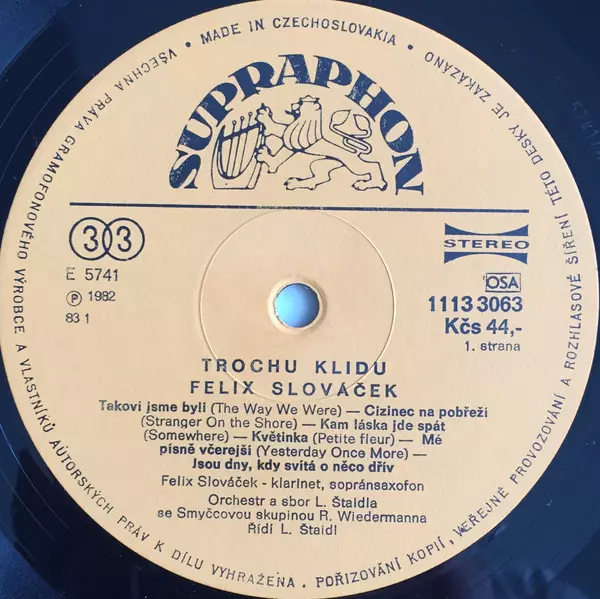 VŠECHNA PRÁVA GRAMOFONOVÉHO VÝROBCE A VLASTNÍKŮ AUTORSKÝCH PRÁV K DÍLU VYHRAŽENA. POŘIZOVÁNÍ KOPIÍ, VEŘEJNÉ PROVOZOVÁNÍ A ROZHLASOVÉ ŠÍŘENÍ TÉTO DESKY JE ZAKÁZÁNO • MADE IN CZECHOSLOVAKIA •
SUPRAPHON
33
STEREO
E 5741
℗ 1982
83 1
OSA
1113 3063
Kčs 44,-
1. strana
TROCHU KLIDU
FELIX SLOVÁČEK
Takoví jsme byli (The Way We Were) — Cizinec na pobřeží
(Stranger On the Shore) — Kam láska jde spát
(Somewhere) — Květinka (Petite fleur) — Mé
písně včerejší (Yesterday Once More) —
Jsou dny, kdy svítá o něco dřív
Felix Slováček - klarinet, sopránsaxofon
Orchestr a sbor L. Štaidla
se Smyčcovou skupinou R. Wiedermanna
Řídí L. Štaidl